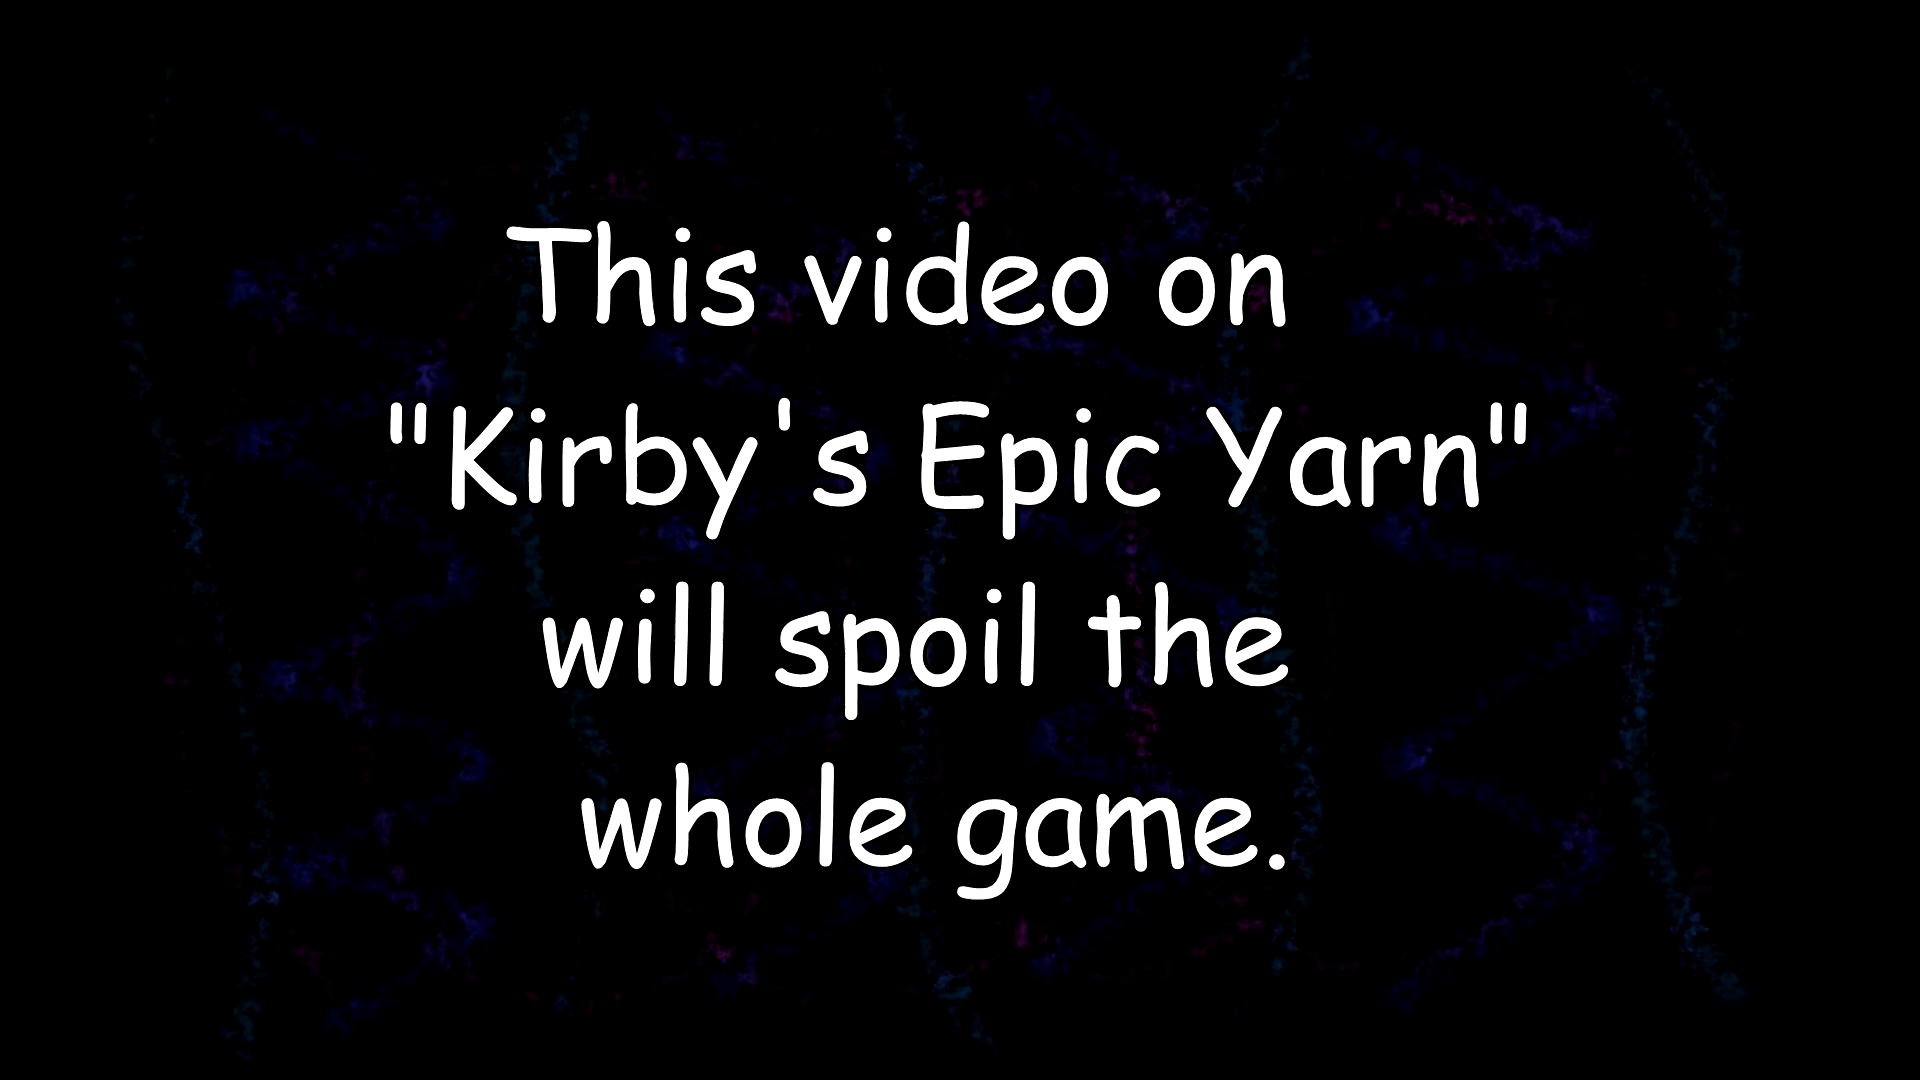 This video on
"Kirby's Epic Yarn"
will spoil the
whole game.